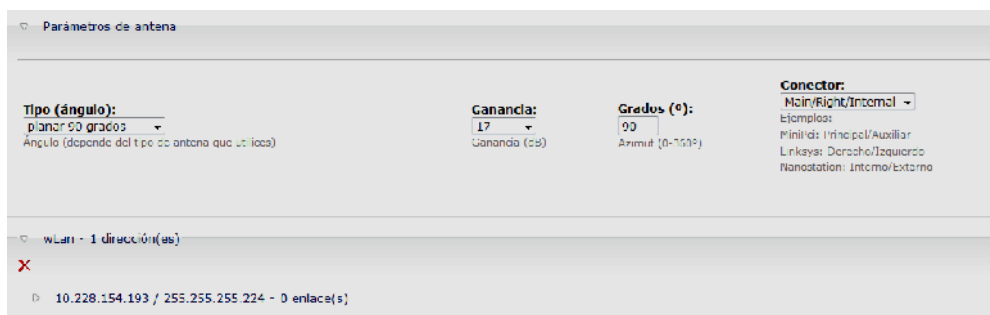 Parámetros de antena
Tipo (ángulo):
planar 90 grados
Ángulo (depende del tipo de antena que utilices)
Ganancia:
17
Ganancia (dB)
Grados (º):
90
Azimut (0-360º)
Conector:
Main/Right/Internal
Ejemplos:
MiniPci: Principal/Auxiliar
Linksys: Derecho/Izquierdo
Nanostation: Interno/Externo
wLan - 1 dirección(es)
10.228.154.193 / 255.255.255.224 - 0 enlace(s)